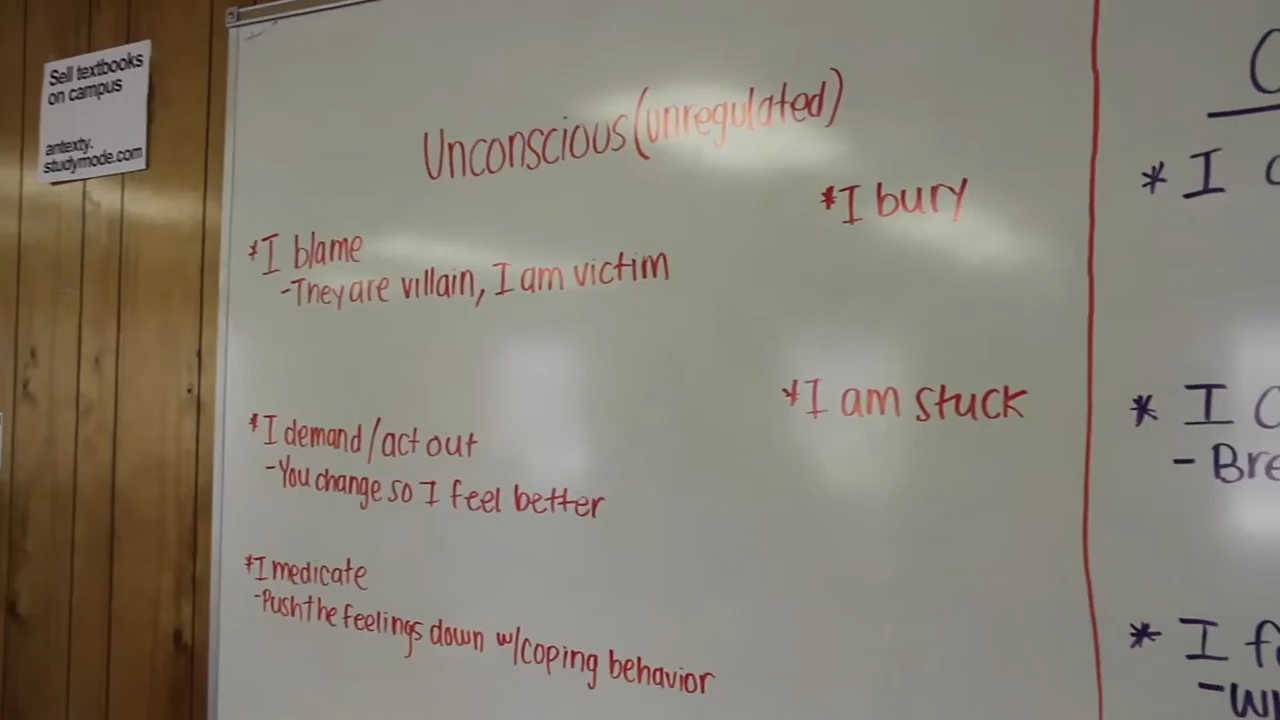 Sell textbooks
on campus
antexty.
studymode.com
Unconscious (unregulated)
*I bury
*I blame
-They are villain, I am victim
*I am stuck
*I demand/act out
-You change so I feel better
*I medicate
-Push the feelings down w/coping behavior
* I
* I
-
* I
-